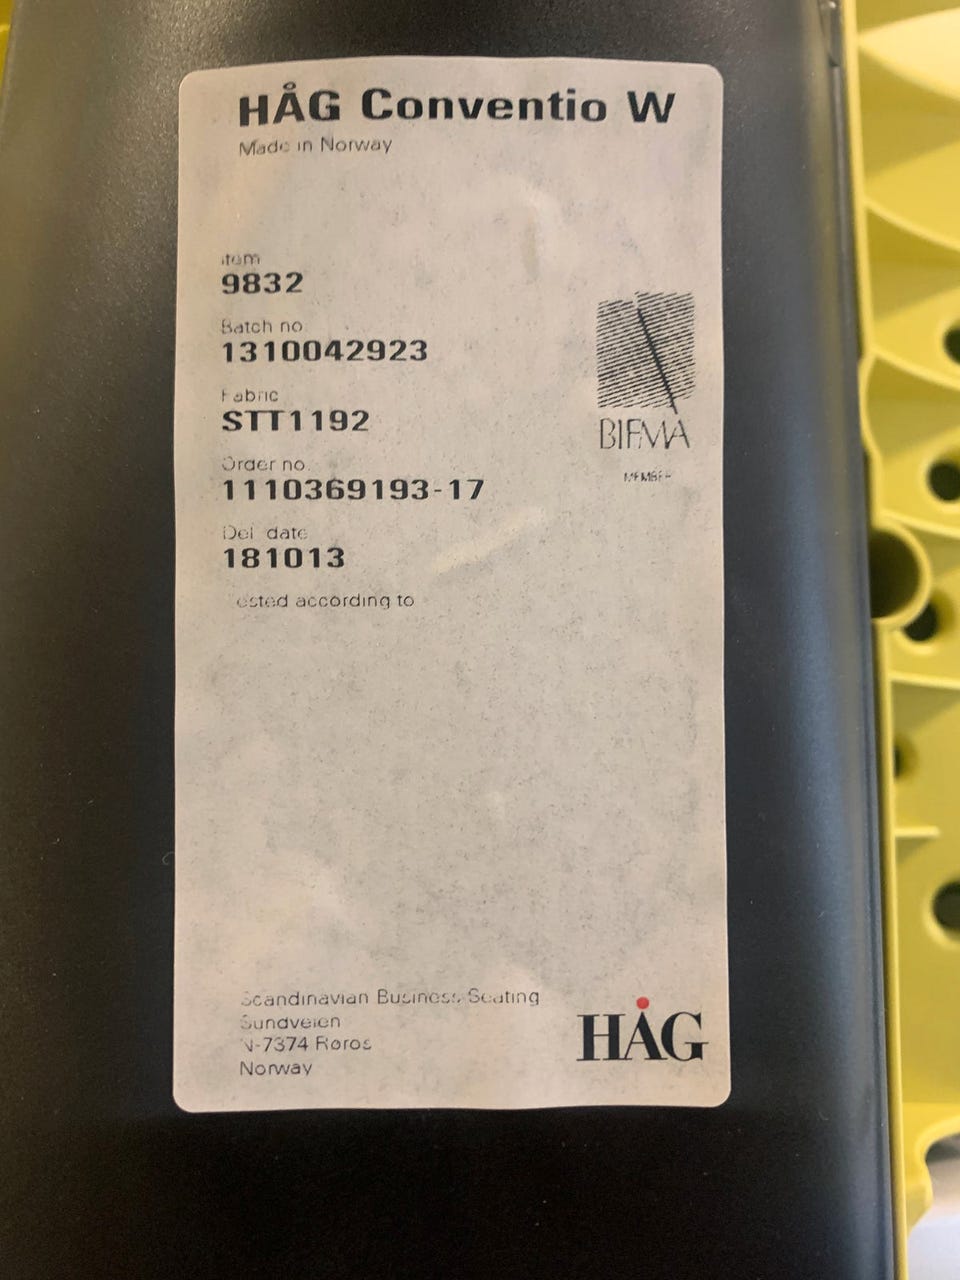 HÅG Conventio W
Made in Norway
item
9832
Batch no
1310042923
Fabric
STT1192
Order no.
1110369193-17
Del date
181013
ested according to
BIFMA
MEMBER
Scandinavian Business Seating
Sundveien
N-7374 Røros
Norway
HÅG